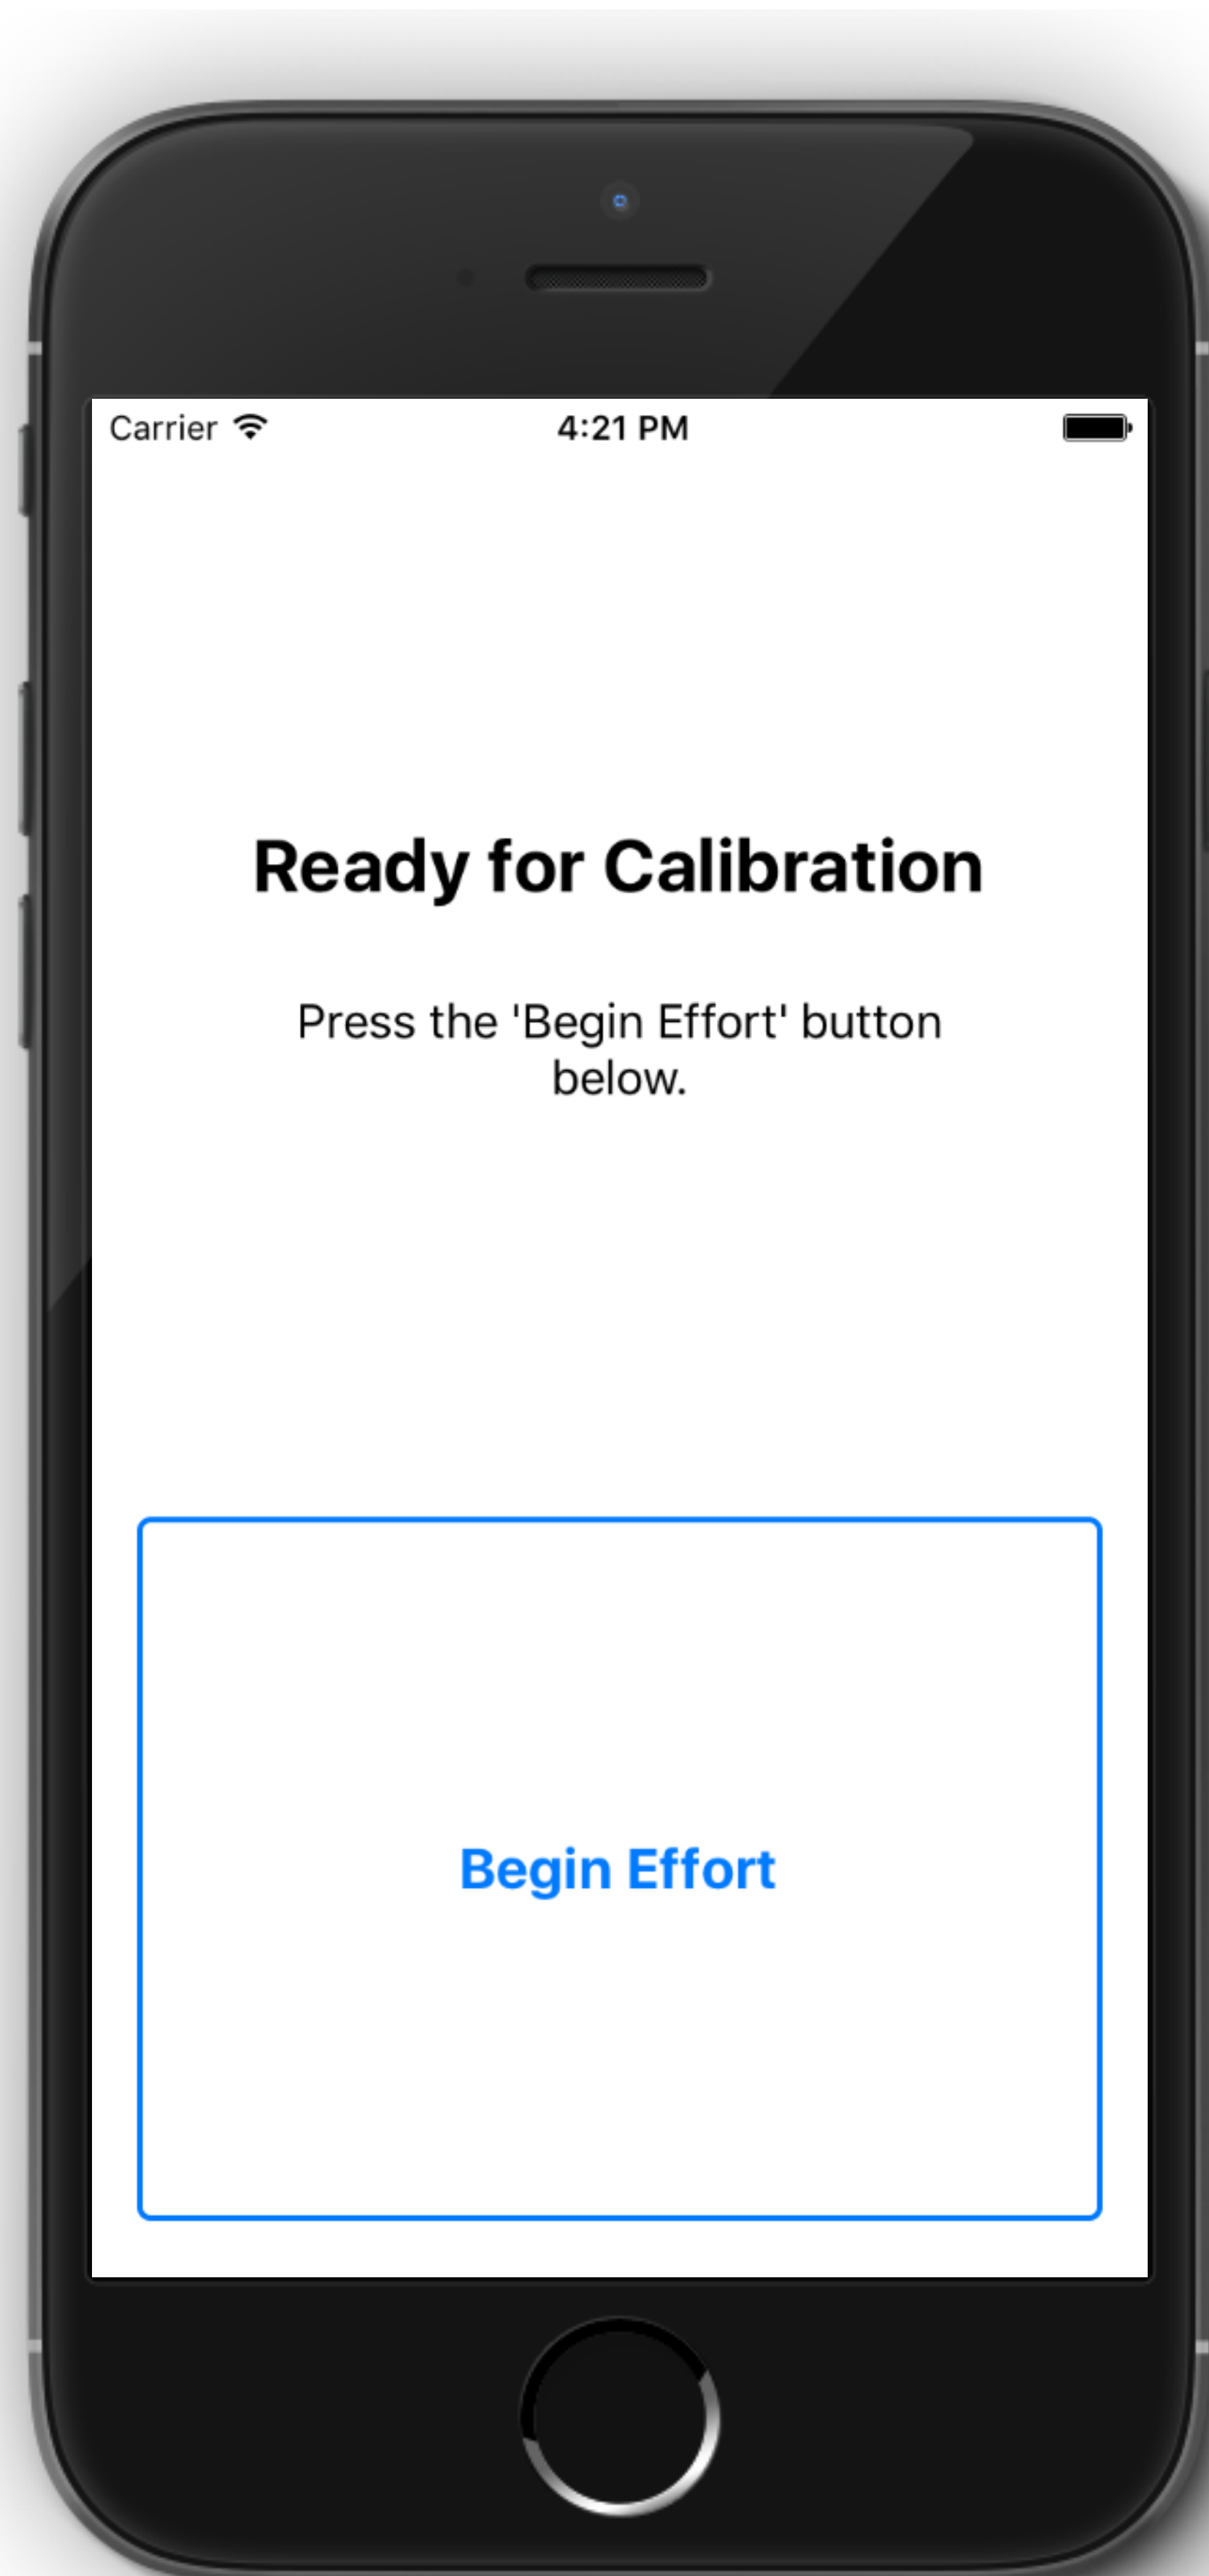 Carrier 4:21 PM
Ready for Calibration
Press the 'Begin Effort' button
below.
Begin Effort